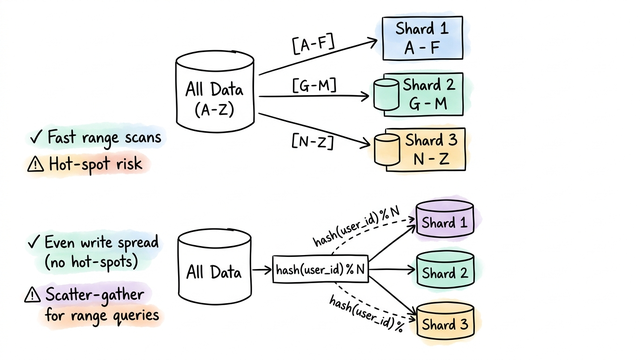 [A-F]
Shard 1
A - F
All Data
(A-Z)
[G-M]
Shard 2
G - M
[N-Z]
Shard 3
N - Z
✓ Fast range scans
⚠ Hot-spot risk
✓ Even write spread
(no hot-spots)
⚠ Scatter-gather
for range queries
All Data
hash(user_id) % N
hash(user_id) % N
hash(user_id) %
Shard 1
Shard 2
Shard 3